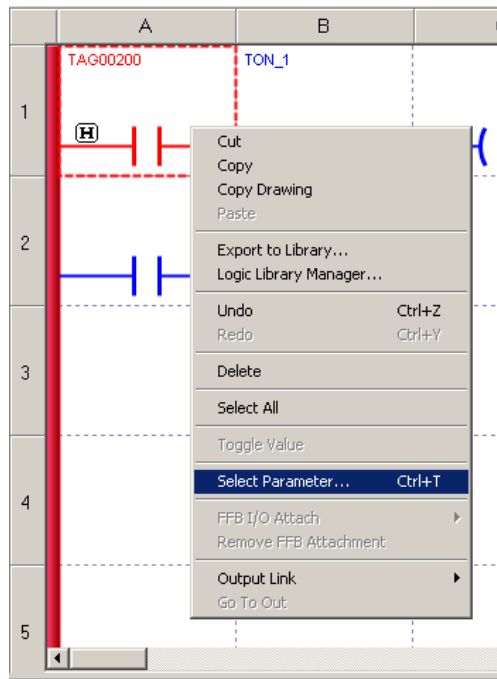 A B
TAG00200 TON_1
1
H
Cut
Copy
Copy Drawing
Paste
2
Export to Library...
Logic Library Manager...
Undo Ctrl+Z
Redo Ctrl+Y
3
Delete
Select All
Toggle Value
Select Parameter... Ctrl+T
4
FFB I/O Attach
Remove FFB Attachment
Output Link
Go To Out
5